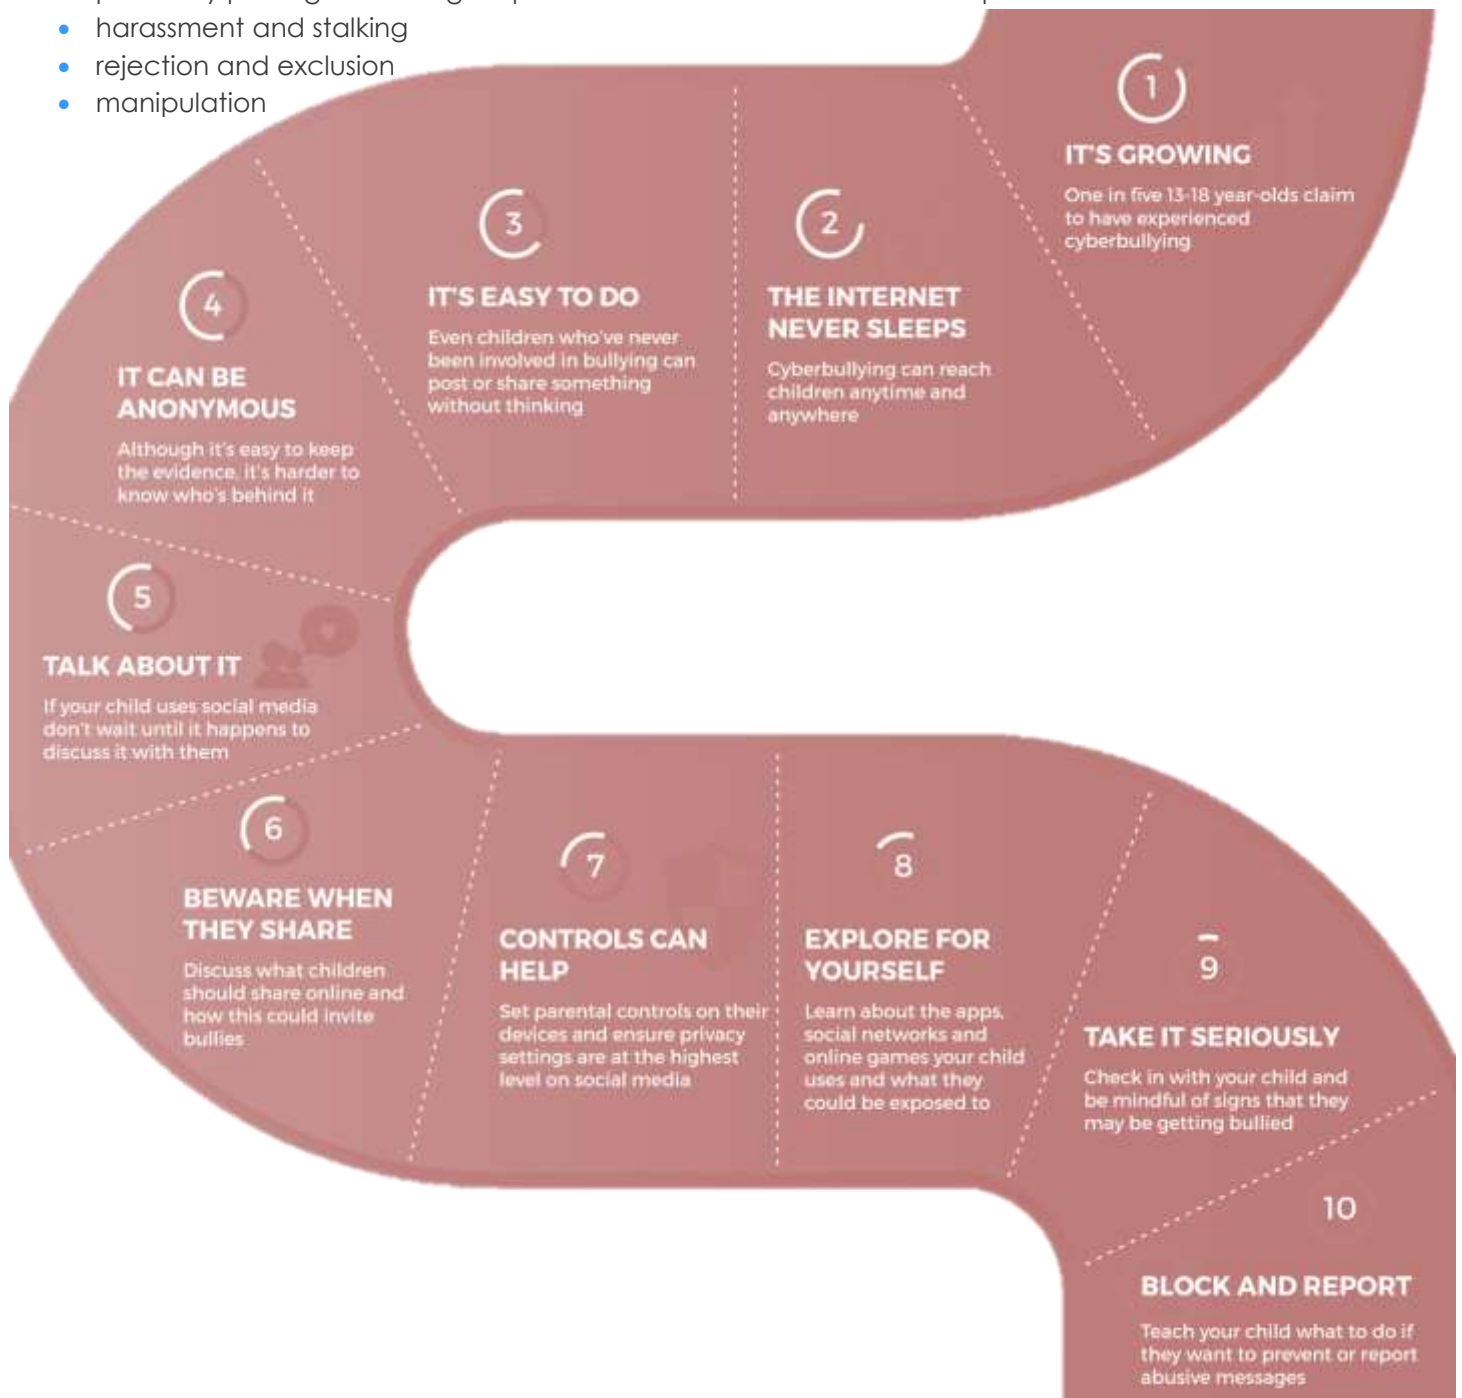 harassment and stalking
rejection and exclusion
manipulation
1
IT'S GROWING
One in five 13-18 year-olds claim
to have experienced
cyberbullying
2
THE INTERNET
NEVER SLEEPS
Cyberbullying can reach
children anytime and
anywhere
3
IT'S EASY TO DO
Even children who've never
been involved in bullying can
post or share something
without thinking
4
IT CAN BE
ANONYMOUS
Although it's easy to keep
the evidence, it's harder to
know who's behind it
5
TALK ABOUT IT
If your child uses social media
don't wait until it happens to
discuss it with them
6
BEWARE WHEN
THEY SHARE
Discuss what children
should share online and
how this could invite
bullies
7
CONTROLS CAN
HELP
Set parental controls on their
devices and ensure privacy
settings are at the highest
level on social media
8
EXPLORE FOR
YOURSELF
Learn about the apps,
social networks and
online games your child
uses and what they
could be exposed to
9
TAKE IT SERIOUSLY
Check in with your child and
be mindful of signs that they
may be getting bullied
10
BLOCK AND REPORT
Teach your child what to do if
they want to prevent or report
abusive messages